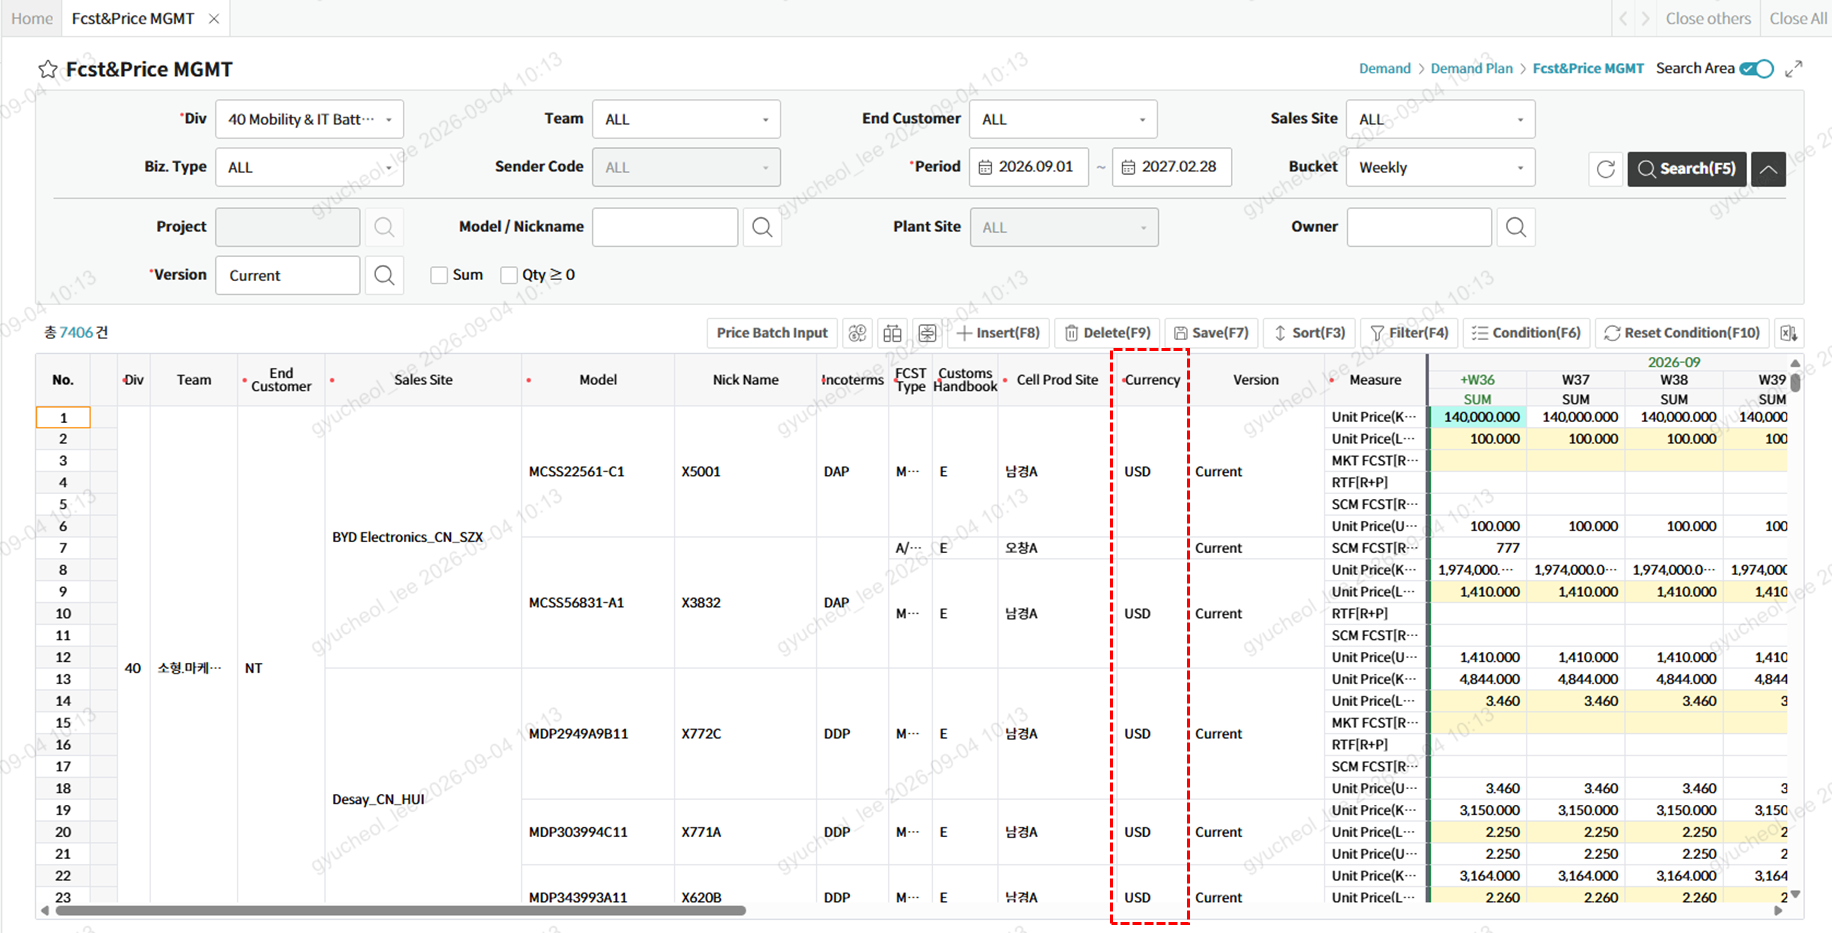 Home Fcst&Price MGMT × Close others Close All
Fcst&Price MGMT Demand > Demand Plan > Fcst&Price MGMT Search Area
*Div 40 Mobility & IT Batt··· Team ALL End Customer ALL Sales Site ALL
Biz. Type ALL Sender Code ALL *Period 2026.09.01 ~ 2027.02.28 Bucket Weekly Search(F5)
Project Model / Nickname Plant Site ALL Owner
*Version Current Sum Qty ≥ 0
총 7406 건 Price Batch Input Insert(F8) Delete(F9) Save(F7) Sort(F3) Filter(F4) Condition(F6) Reset Condition(F10)
No. Div Team End Customer Sales Site Model Nick Name Incoterms FCST Type Customs Handbook Cell Prod Site Currency Version Measure 2026-09
+W36 W37 W38 W39
SUM SUM SUM SUM
1 Unit Price(K··· 140,000.000 140,000.000 140,000.000 140,000
2 Unit Price(L··· 100.000 100.000 100.000 100
3 MKT FCST[R···
MCSS22561-C1 X5001 DAP M··· E 남경A USD Current
4 RTF[R+P]
5 SCM FCST[R···
6 Unit Price(U··· 100.000 100.000 100.000 100
BYD Electronics_CN_SZX
7 A/··· E 오창A Current SCM FCST[R··· 777
8 Unit Price(K··· 1,974,000.··· 1,974,000.0··· 1,974,000.0··· 1,974,000
9 Unit Price(L··· 1,410.000 1,410.000 1,410.000 1,410
MCSS56831-A1 X3832 DAP
10 M··· E 남경A USD Current RTF[R+P]
11 SCM FCST[R···
12 Unit Price(U··· 1,410.000 1,410.000 1,410.000 1,410
40 소형.마케··· NT
13 Unit Price(K··· 4,844.000 4,844.000 4,844.000 4,844
14 Unit Price(L··· 3.460 3.460 3.460 3
15 MKT FCST[R···
MDP2949A9B11 X772C DDP M··· E 남경A USD Current
16 RTF[R+P]
17 SCM FCST[R···
18 Unit Price(U··· 3.460 3.460 3.460 3
Desay_CN_HUI
19 Unit Price(K··· 3,150.000 3,150.000 3,150.000 3,150
20 MDP303994C11 X771A DDP M··· E 남경A USD Current Unit Price(L··· 2.250 2.250 2.250 2
21 Unit Price(U··· 2.250 2.250 2.250 2
22 Unit Price(K··· 3,164.000 3,164.000 3,164.000 3,164
23 MDP343993A11 X620B DDP M··· E 남경A USD Current Unit Price(L··· 2.260 2.260 2.260 2
gyucheol_lee 2026-09-04 10:13